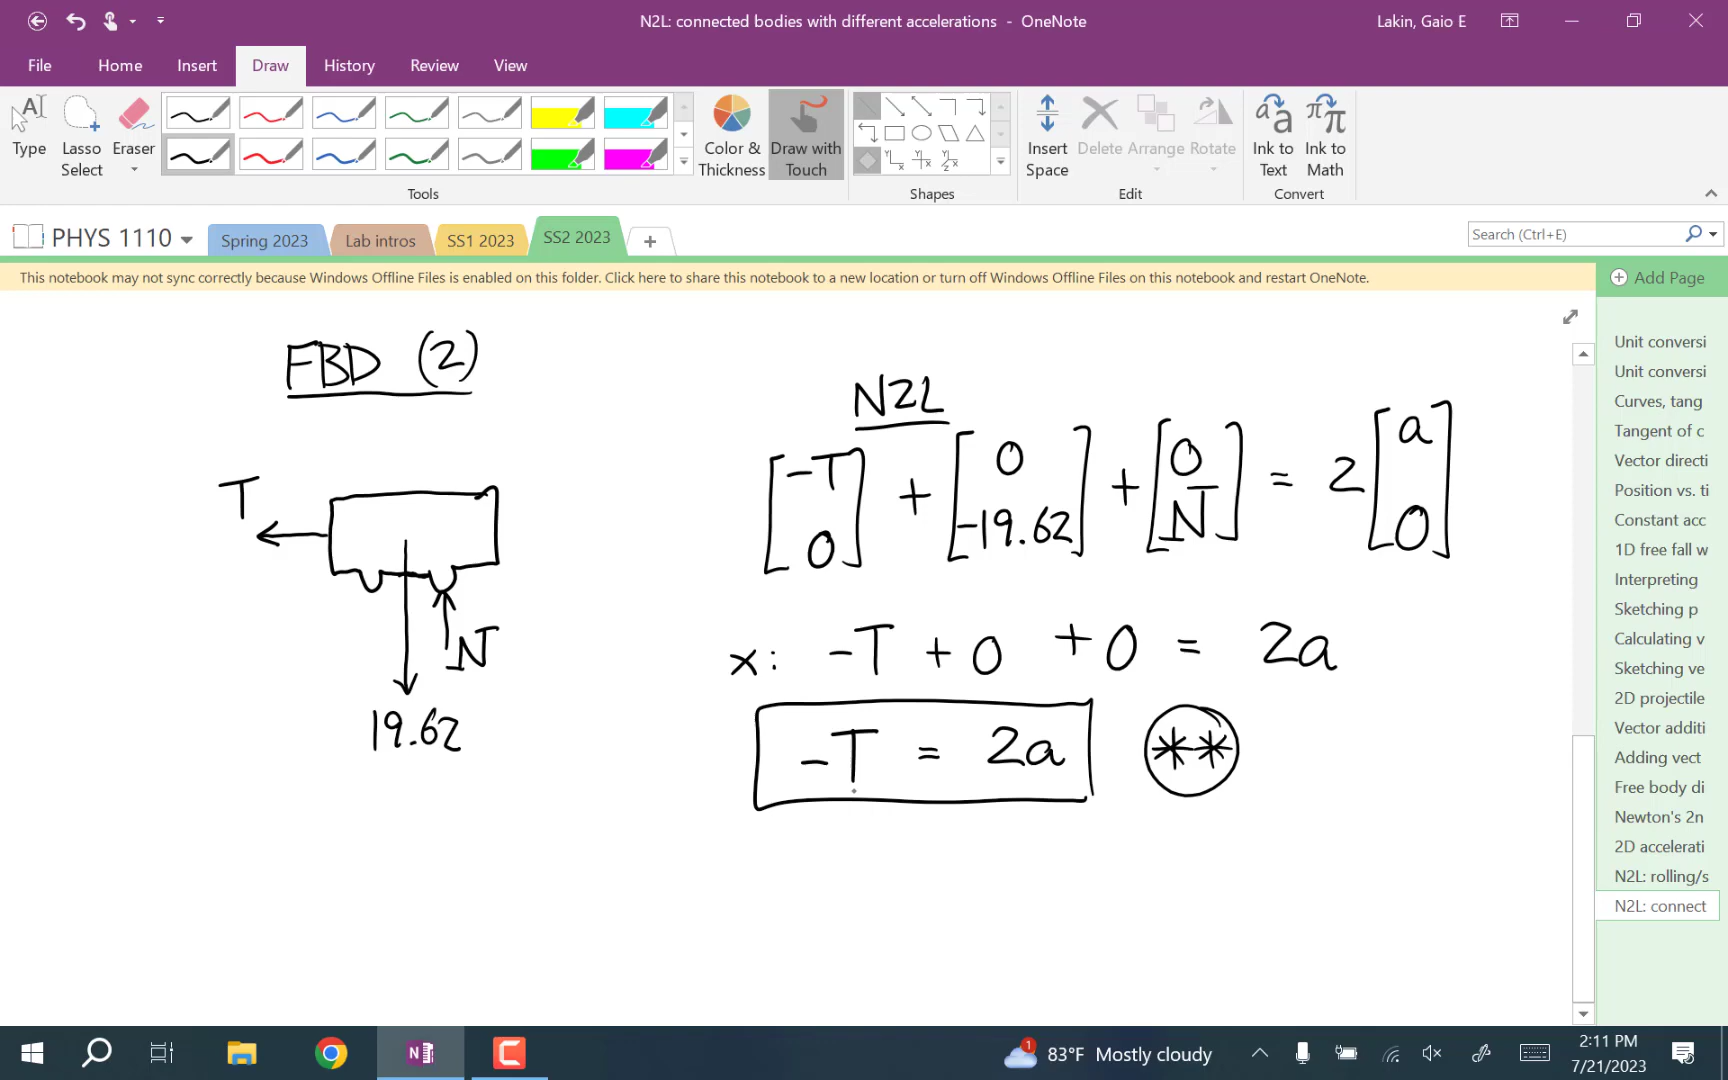 N2L: connected bodies with different accelerations - OneNote
Lakin, Gaio E
File Home Insert Draw History Review View
Type
Lasso Select
Eraser
Color & Thickness
Draw with Touch
Insert Space
Delete Arrange Rotate
Ink to Text
Ink to Math
Tools
Shapes
Edit
Convert
PHYS 1110
Spring 2023
Lab intros
SS1 2023
SS2 2023
Search (Ctrl+E)
This notebook may not sync correctly because Windows Offline Files is enabled on this folder. Click here to share this notebook to a new location or turn off Windows Offline Files on this notebook and restart OneNote.
Add Page
FBD (2)
T
N
19.62
N2L
[-T 0] + [0 -19.62] + [0 N] = 2 [a 0]
x: -T + 0 + 0 = 2a
-T = 2a
**
Unit conversi
Unit conversi
Curves, tang
Tangent of c
Vector directi
Position vs. ti
Constant acc
1D free fall w
Interpreting
Sketching p
Calculating v
Sketching ve
2D projectile
Vector additi
Adding vect
Free body di
Newton's 2n
2D accelerati
N2L: rolling/s
N2L: connect
1
83°F Mostly cloudy
2:11 PM
7/21/2023